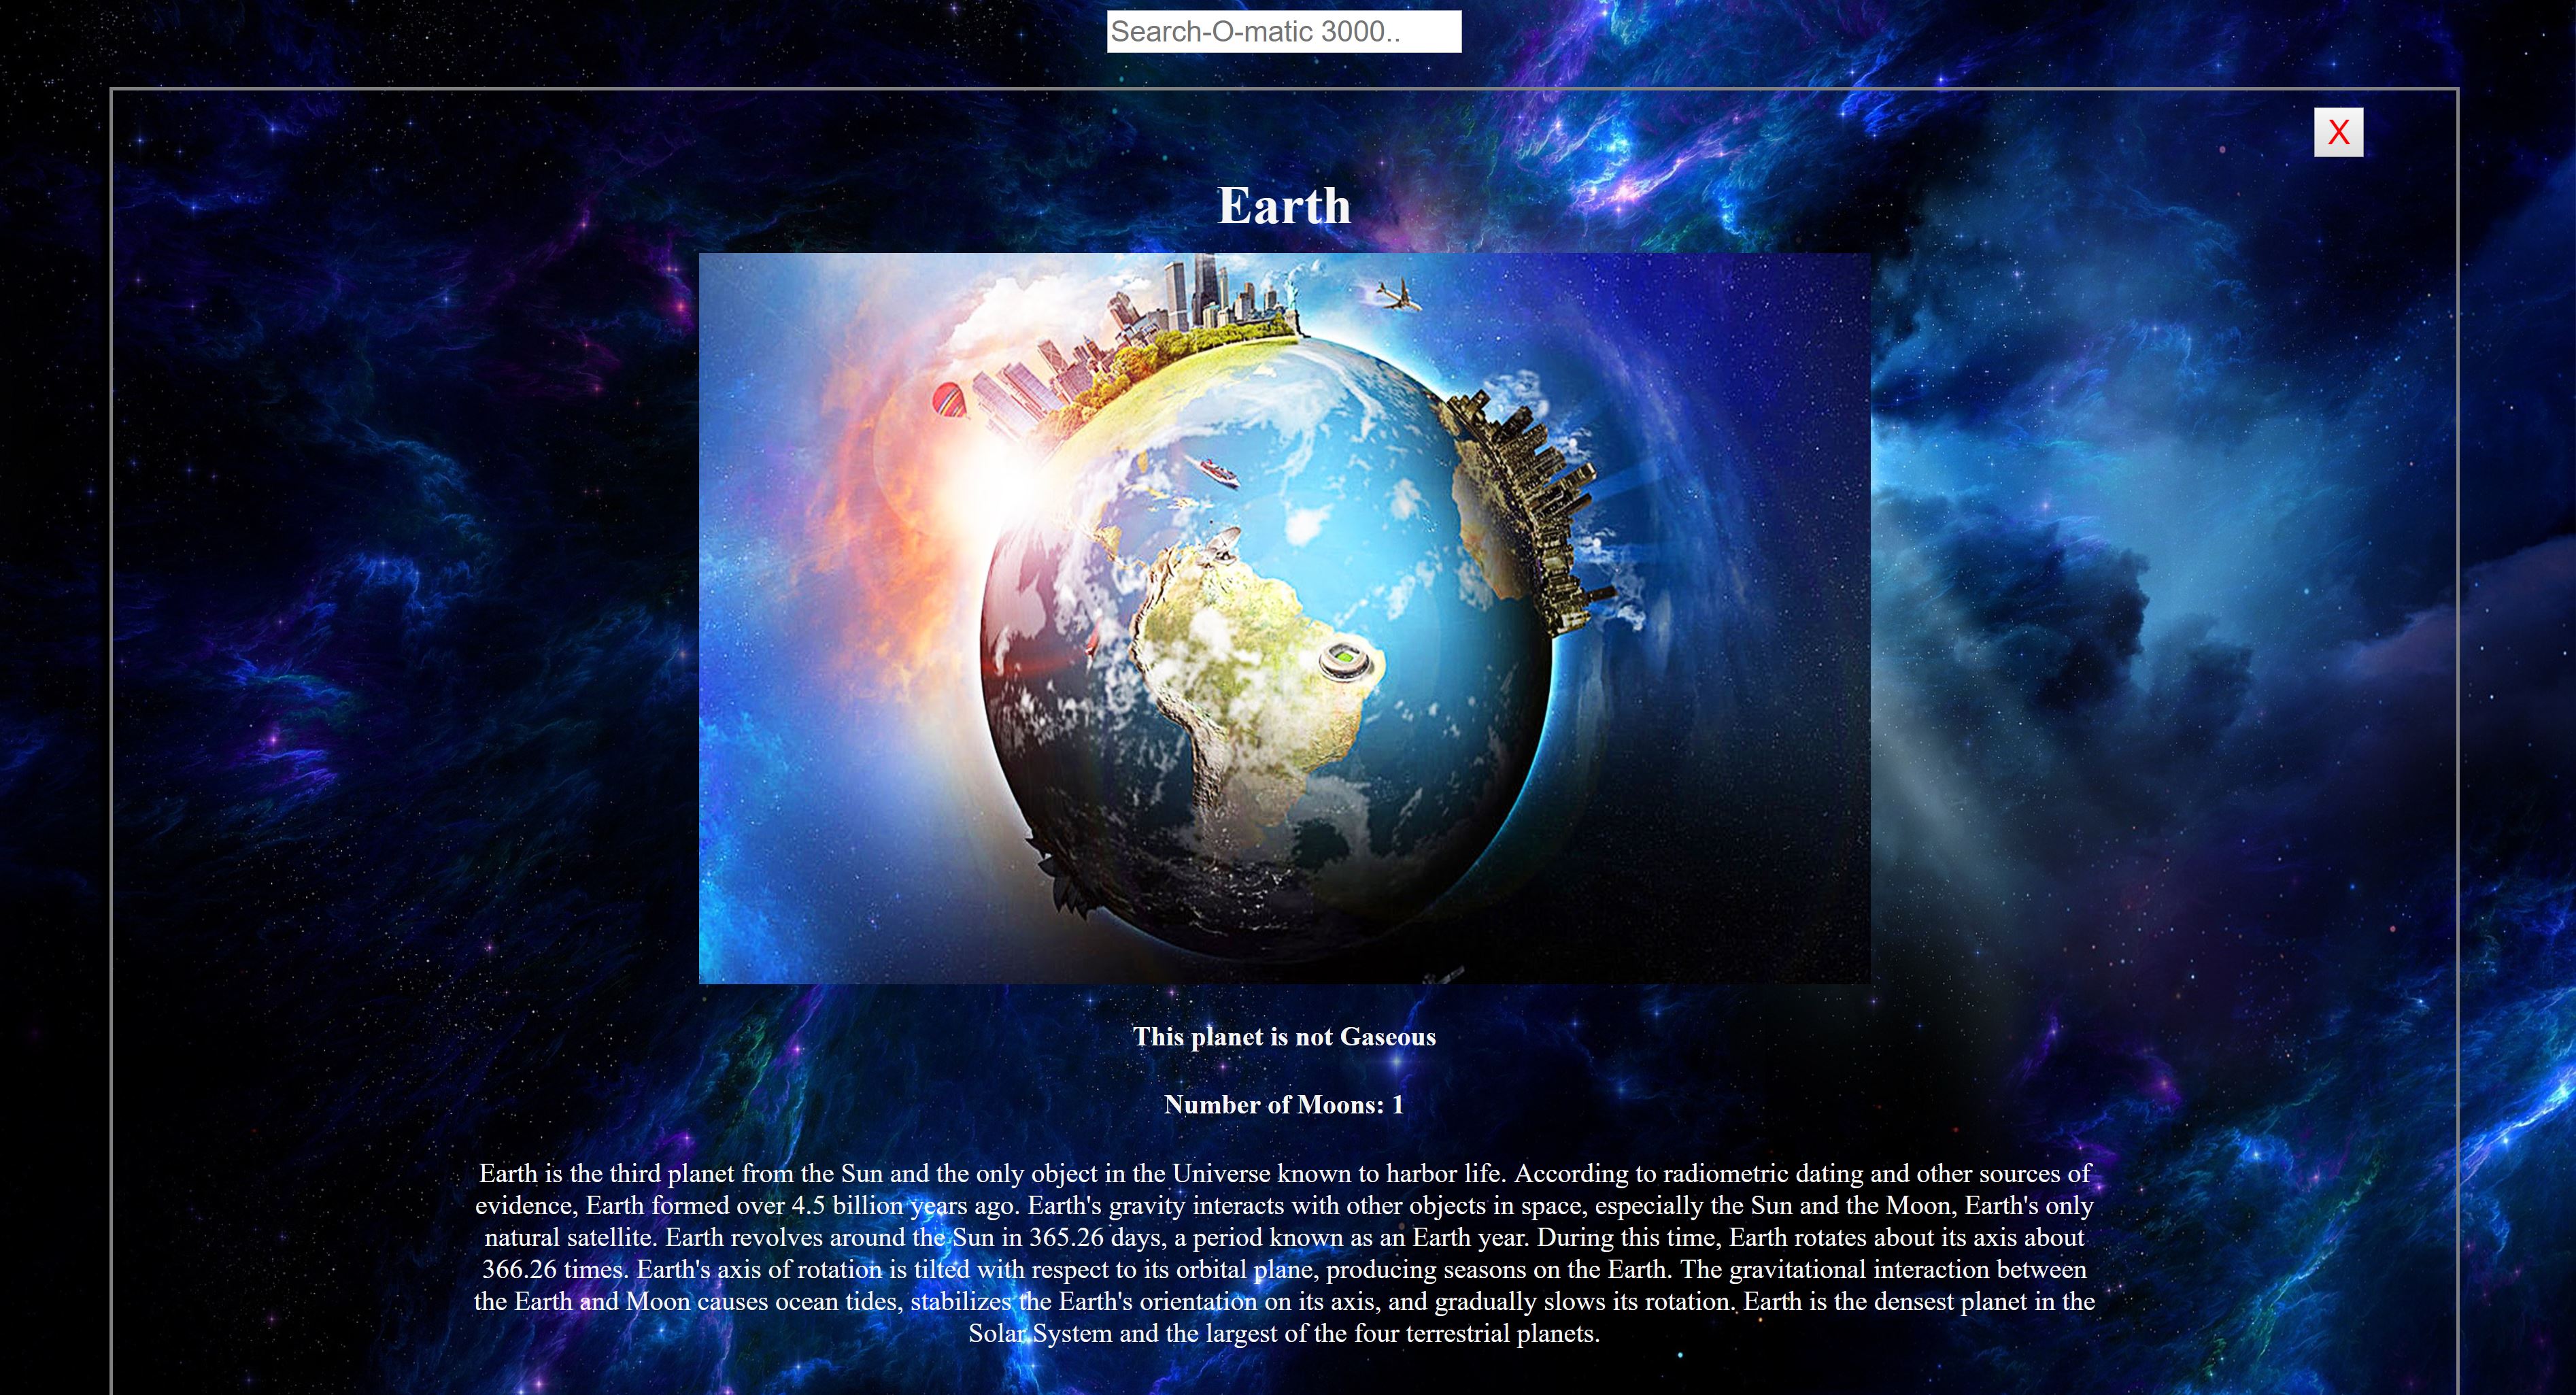 Search-O-matic 3000..
X
Earth
This planet is not Gaseous
Number of Moons: 1
Earth is the third planet from the Sun and the only object in the Universe known to harbor life. According to radiometric dating and other sources of
evidence, Earth formed over 4.5 billion years ago. Earth's gravity interacts with other objects in space, especially the Sun and the Moon, Earth's only
natural satellite. Earth revolves around the Sun in 365.26 days, a period known as an Earth year. During this time, Earth rotates about its axis about
366.26 times. Earth's axis of rotation is tilted with respect to its orbital plane, producing seasons on the Earth. The gravitational interaction between
the Earth and Moon causes ocean tides, stabilizes the Earth's orientation on its axis, and gradually slows its rotation. Earth is the densest planet in the
Solar System and the largest of the four terrestrial planets.